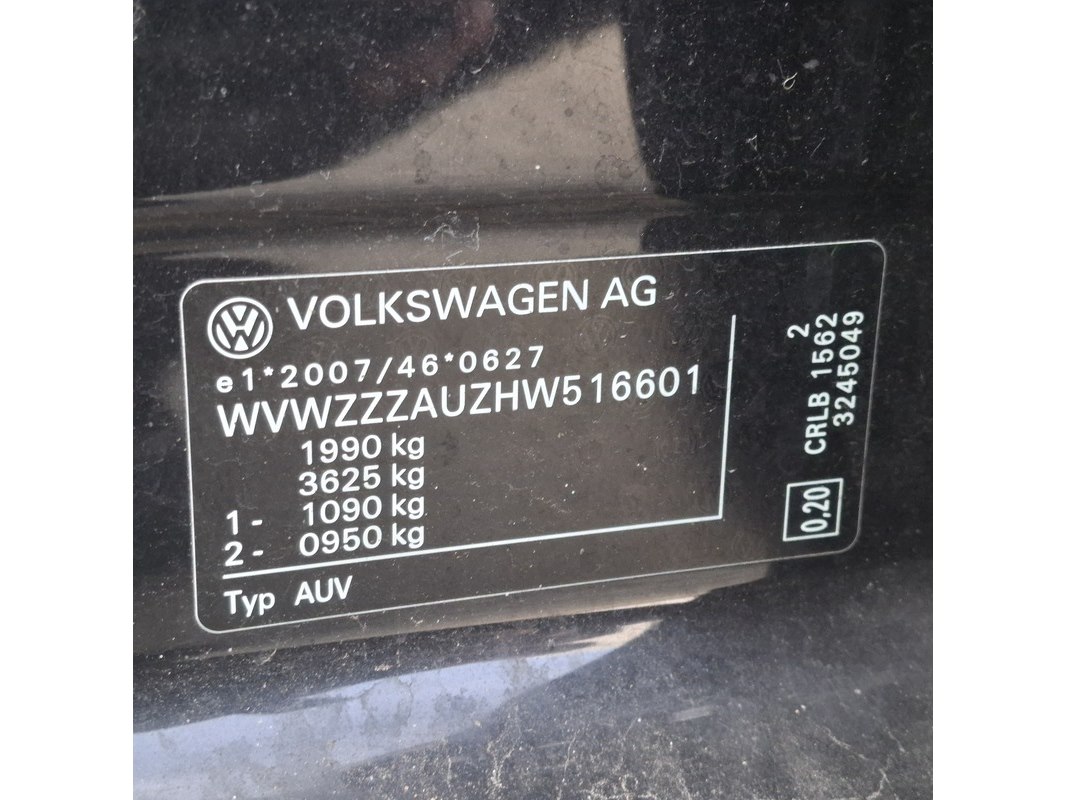 VOLKSWAGEN AG
e1*2007/46*0627
WVWZZZAUZHW516601
1990 kg
3625 kg
1- 1090 kg
2- 0950 kg
Typ AUV
2
CRLB 1562
3245049
0,20